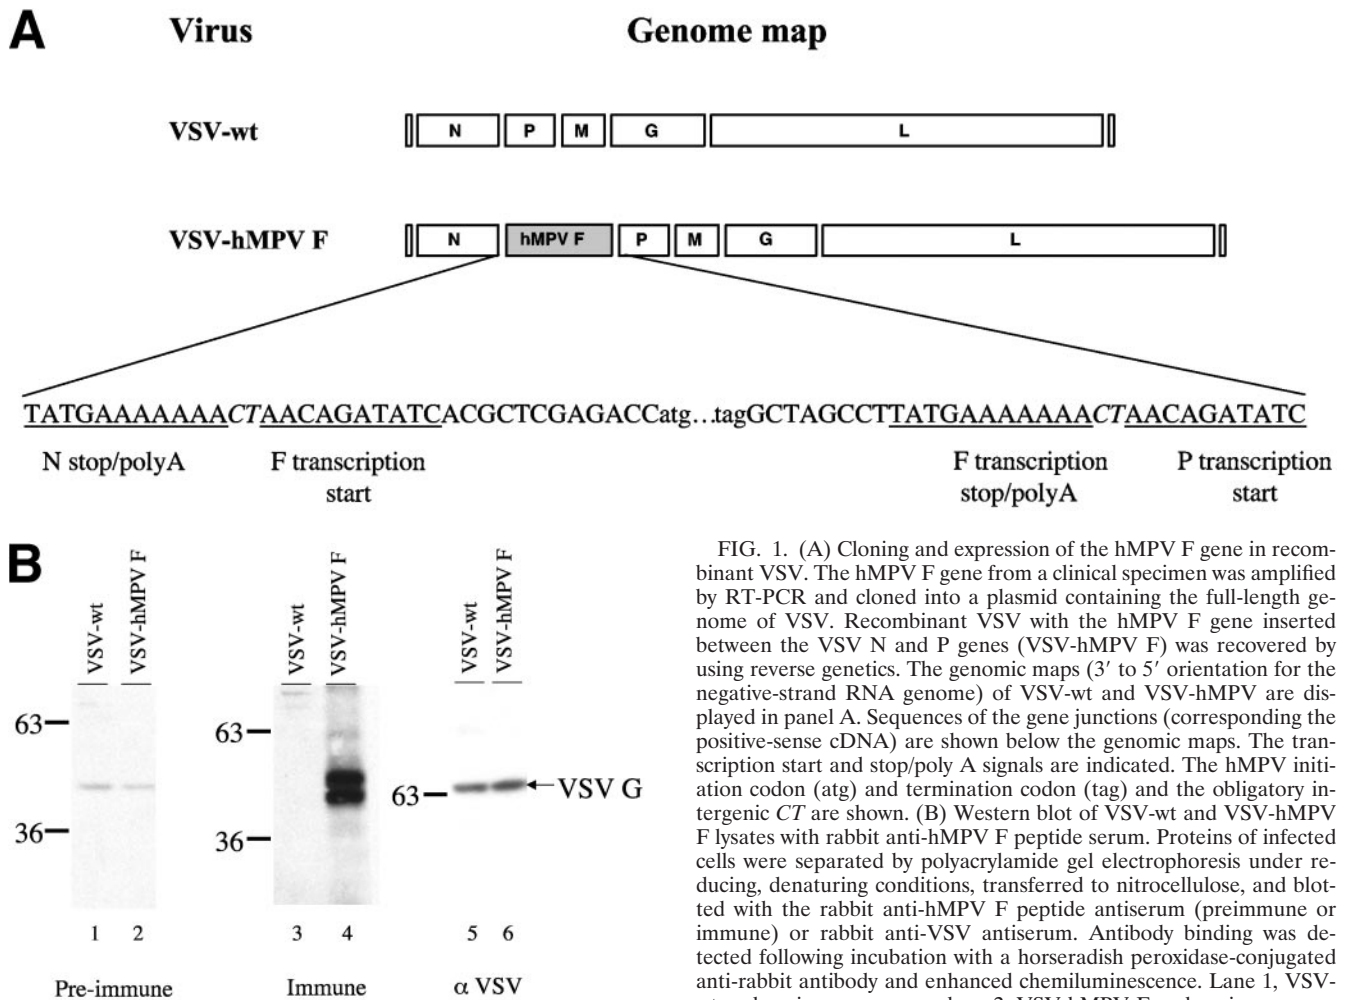 A
Virus
Genome map
VSV-wt
N P M G L
VSV-hMPV F
N hMPV F P M G L
TATGAAAAAAACTAACAGATATCACGCTCGAGACCatg...tagGCTAGCCTTATGAAAAAAACTAACAGATATC
N stop/polyA
F transcription
start
F transcription
stop/polyA
P transcription
start
B
VSV-wt
VSV-hMPV F
63
36
1 2
Pre-immune
VSV-wt
VSV-hMPV F
63
36
3 4
Immune
VSV-wt
VSV-hMPV F
63
VSV G
5 6
α VSV
FIG. 1. (A) Cloning and expression of the hMPV F gene in recom-
binant VSV. The hMPV F gene from a clinical specimen was amplified
by RT-PCR and cloned into a plasmid containing the full-length ge-
nome of VSV. Recombinant VSV with the hMPV F gene inserted
between the VSV N and P genes (VSV-hMPV F) was recovered by
using reverse genetics. The genomic maps (3′ to 5′ orientation for the
negative-strand RNA genome) of VSV-wt and VSV-hMPV are dis-
played in panel A. Sequences of the gene junctions (corresponding the
positive-sense cDNA) are shown below the genomic maps. The tran-
scription start and stop/poly A signals are indicated. The hMPV initi-
ation codon (atg) and termination codon (tag) and the obligatory in-
tergenic CT are shown. (B) Western blot of VSV-wt and VSV-hMPV
F lysates with rabbit anti-hMPV F peptide serum. Proteins of infected
cells were separated by polyacrylamide gel electrophoresis under re-
ducing, denaturing conditions, transferred to nitrocellulose, and blot-
ted with the rabbit anti-hMPV F peptide antiserum (preimmune or
immune) or rabbit anti-VSV antiserum. Antibody binding was de-
tected following incubation with a horseradish peroxidase-conjugated
anti-rabbit antibody and enhanced chemiluminescence. Lane 1, VSV-